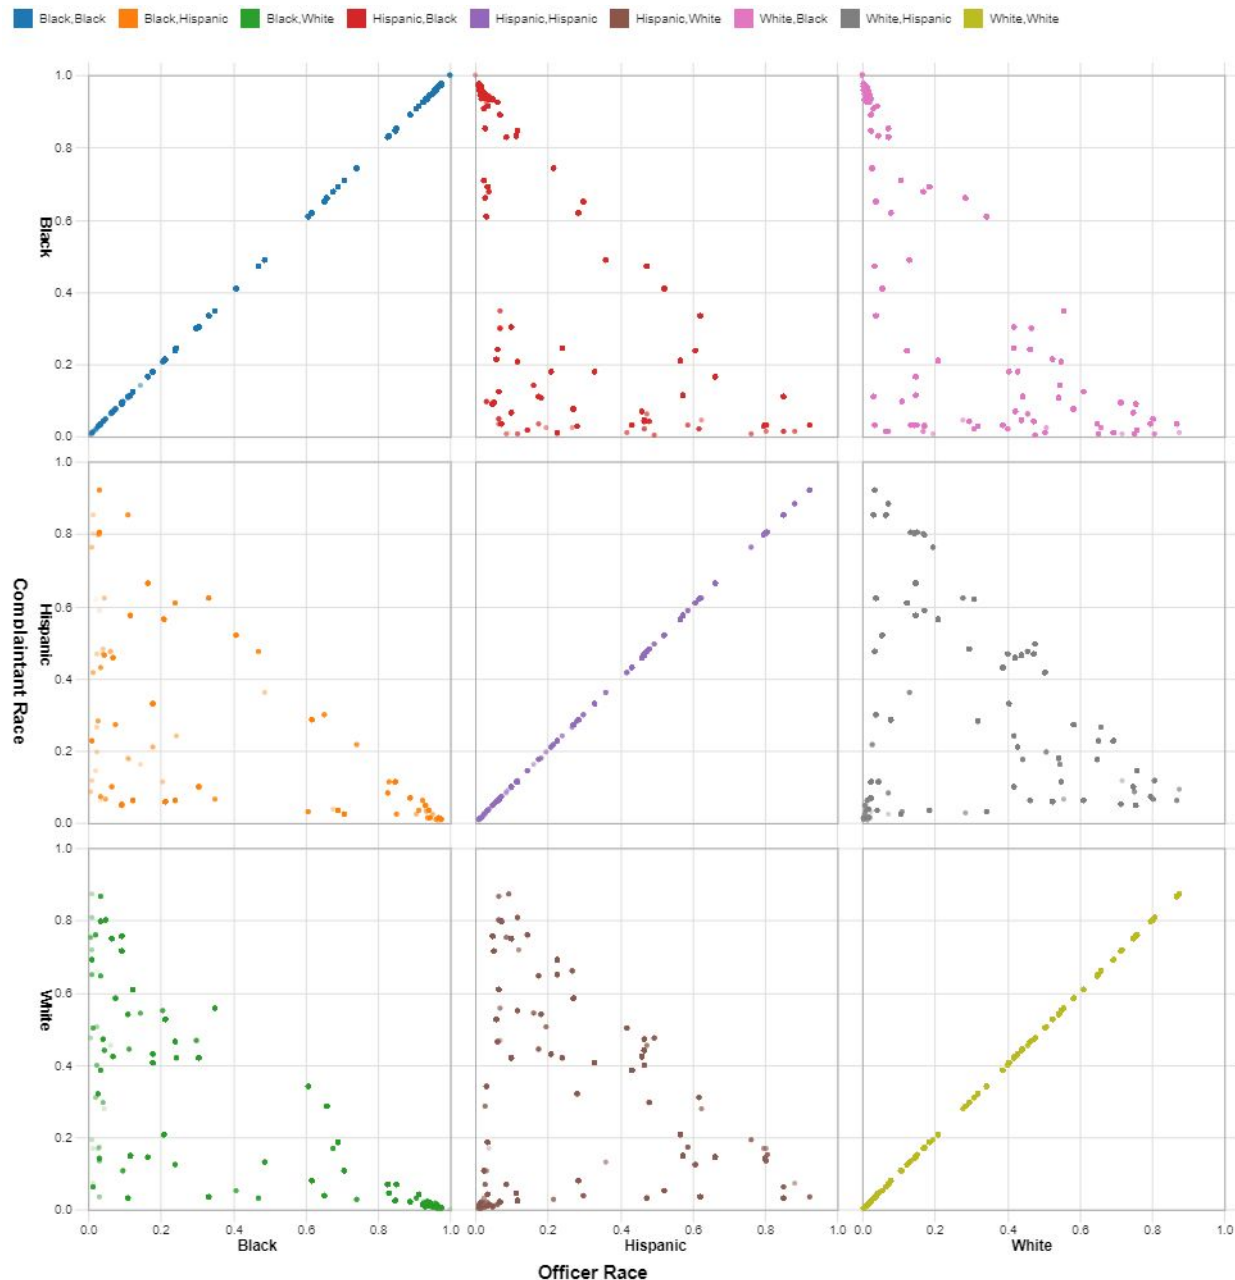 Black,Black Black,Hispanic Black,White Hispanic,Black Hispanic,Hispanic Hispanic,White White,Black White,Hispanic White,White
1.0
0.8
0.6
Black
0.4
0.2
0.0
1.0
0.8
0.6
Hispanic
Complaintant Race
0.4
0.2
0.0
1.0
0.8
0.6
White
0.4
0.2
0.0
0.0 0.2 0.4 0.6 0.8 1.0 0.0 0.2 0.4 0.6 0.8 1.0 0.0 0.2 0.4 0.6 0.8 1.0
Black Hispanic White
Officer Race